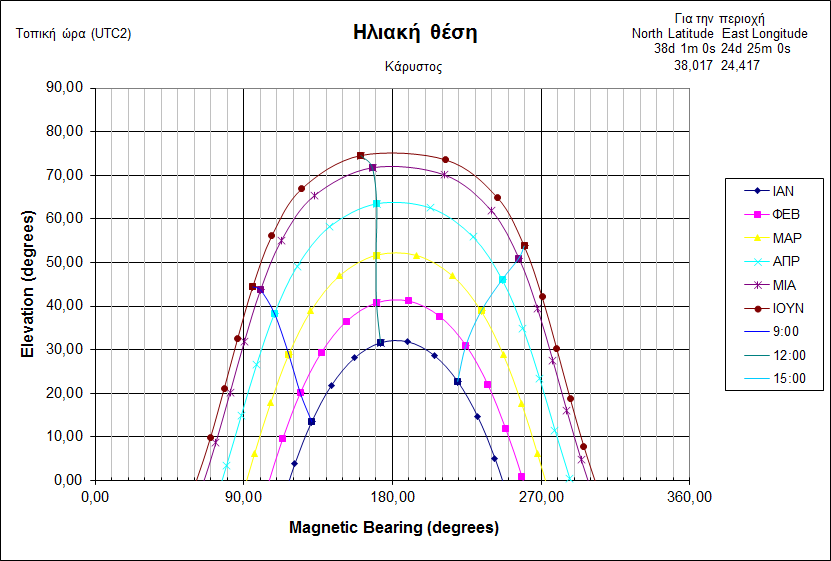 Τοπική ώρα (UTC2)
Ηλιακή θέση
Κάρυστος
Για την περιοχή
North Latitude East Longitude
38d 1m 0s 24d 25m 0s
38,017 24,417
90,00
80,00
70,00
60,00
50,00
40,00
30,00
20,00
10,00
0,00
Elevation (degrees)
0,00 90,00 180,00 270,00 360,00
Magnetic Bearing (degrees)
ΙΑΝ
ΦΕΒ
ΜΑΡ
ΑΠΡ
ΜΙΑ
ΙΟΥΝ
9:00
12:00
15:00